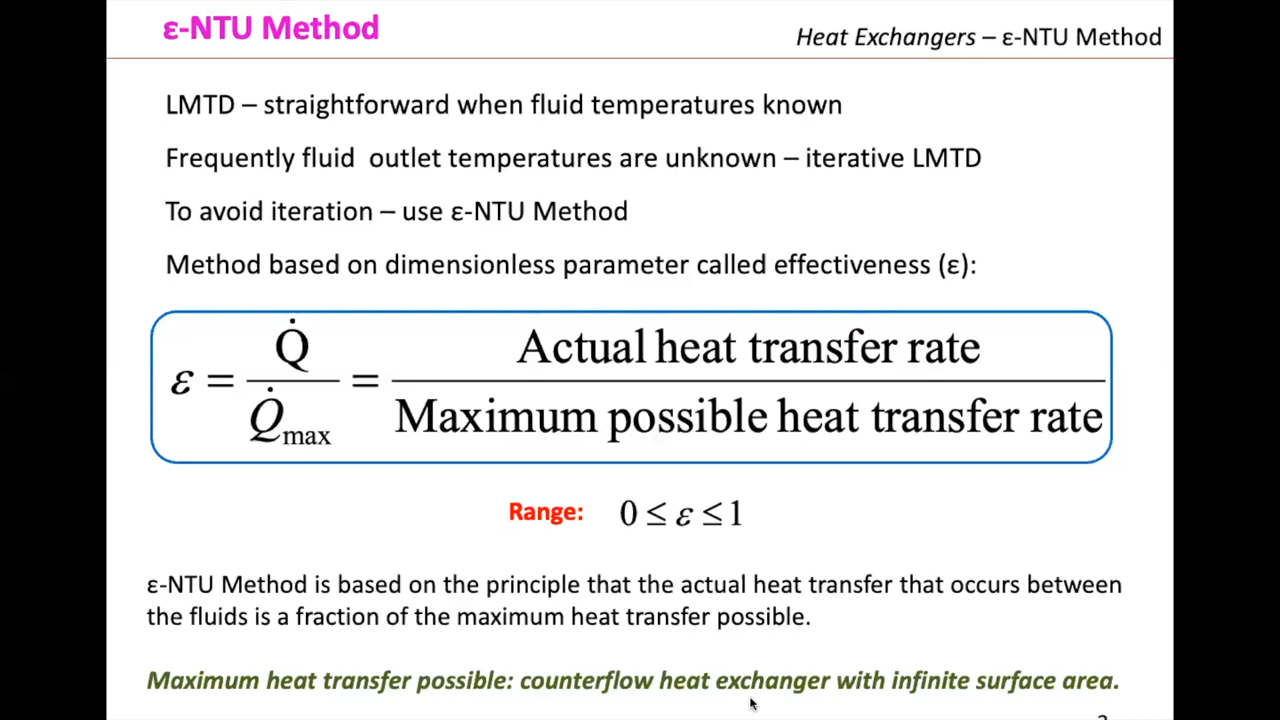 ε-NTU Method
Heat Exchangers – ε-NTU Method
LMTD – straightforward when fluid temperatures known
Frequently fluid outlet temperatures are unknown – iterative LMTD
To avoid iteration – use ε-NTU Method
Method based on dimensionless parameter called effectiveness (ε):
ε = Q̇ / Q̇max = Actual heat transfer rate / Maximum possible heat transfer rate
Range: 0 ≤ ε ≤ 1
ε-NTU Method is based on the principle that the actual heat transfer that occurs between
the fluids is a fraction of the maximum heat transfer possible.
Maximum heat transfer possible: counterflow heat exchanger with infinite surface area.